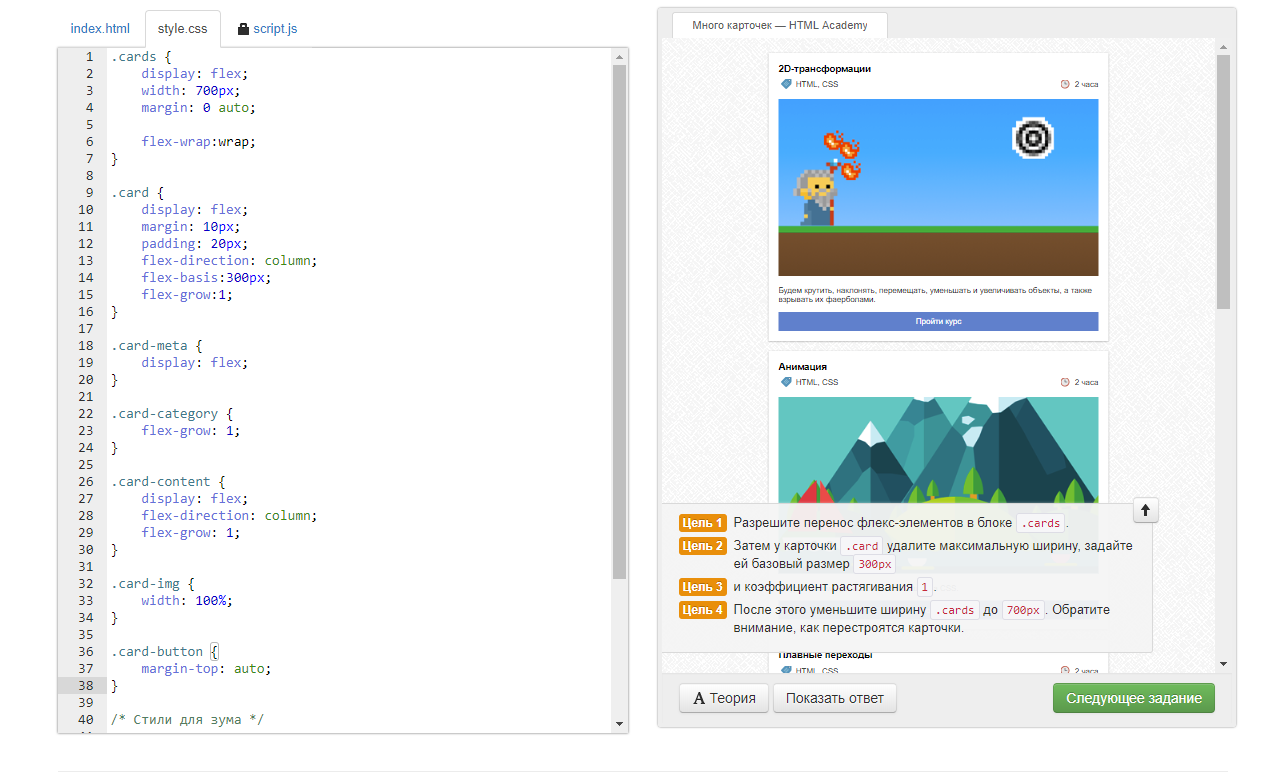 index.html
style.css
script.js
1 .cards {
2 display: flex;
3 width: 700px;
4 margin: 0 auto;
5
6 flex-wrap:wrap;
7 }
8
9 .card {
10 display: flex;
11 margin: 10px;
12 padding: 20px;
13 flex-direction: column;
14 flex-basis:300px;
15 flex-grow:1;
16 }
17
18 .card-meta {
19 display: flex;
20 }
21
22 .card-category {
23 flex-grow: 1;
24 }
25
26 .card-content {
27 display: flex;
28 flex-direction: column;
29 flex-grow: 1;
30 }
31
32 .card-img {
33 width: 100%;
34 }
35
36 .card-button {
37 margin-top: auto;
38 }
39
40 /* Стили для зума */
Много карточек — HTML Academy
2D-трансформации
HTML, CSS
2 часа
Будем крутить, наклонять, перемещать, уменьшать и увеличивать объекты, а также
взрывать их фаерболами.
Пройти курс
Анимация
HTML, CSS
2 часа
Цель 1 Разрешите перенос флекс-элементов в блоке .cards.
Цель 2 Затем у карточки .card удалите максимальную ширину, задайте
ей базовый размер 300px
Цель 3 и коэффициент растягивания 1.
Цель 4 После этого уменьшите ширину .cards до 700px. Обратите
внимание, как перестроятся карточки.
Плавные переходы
HTML, CSS
2 часа
A Теория
Показать ответ
Следующее задание